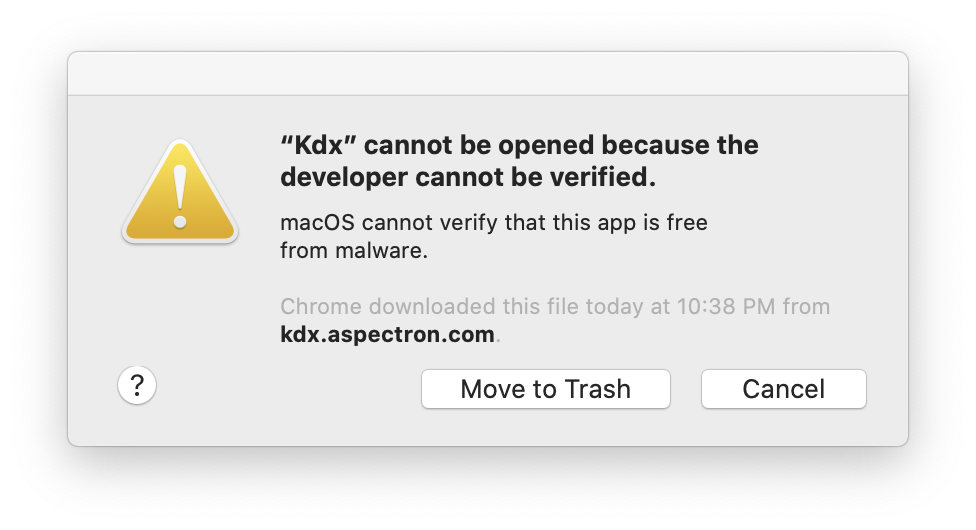 “Kdx” cannot be opened because the
developer cannot be verified.
macOS cannot verify that this app is free
from malware.
Chrome downloaded this file today at 10:38 PM from
kdx.aspectron.com.
?
Move to Trash
Cancel